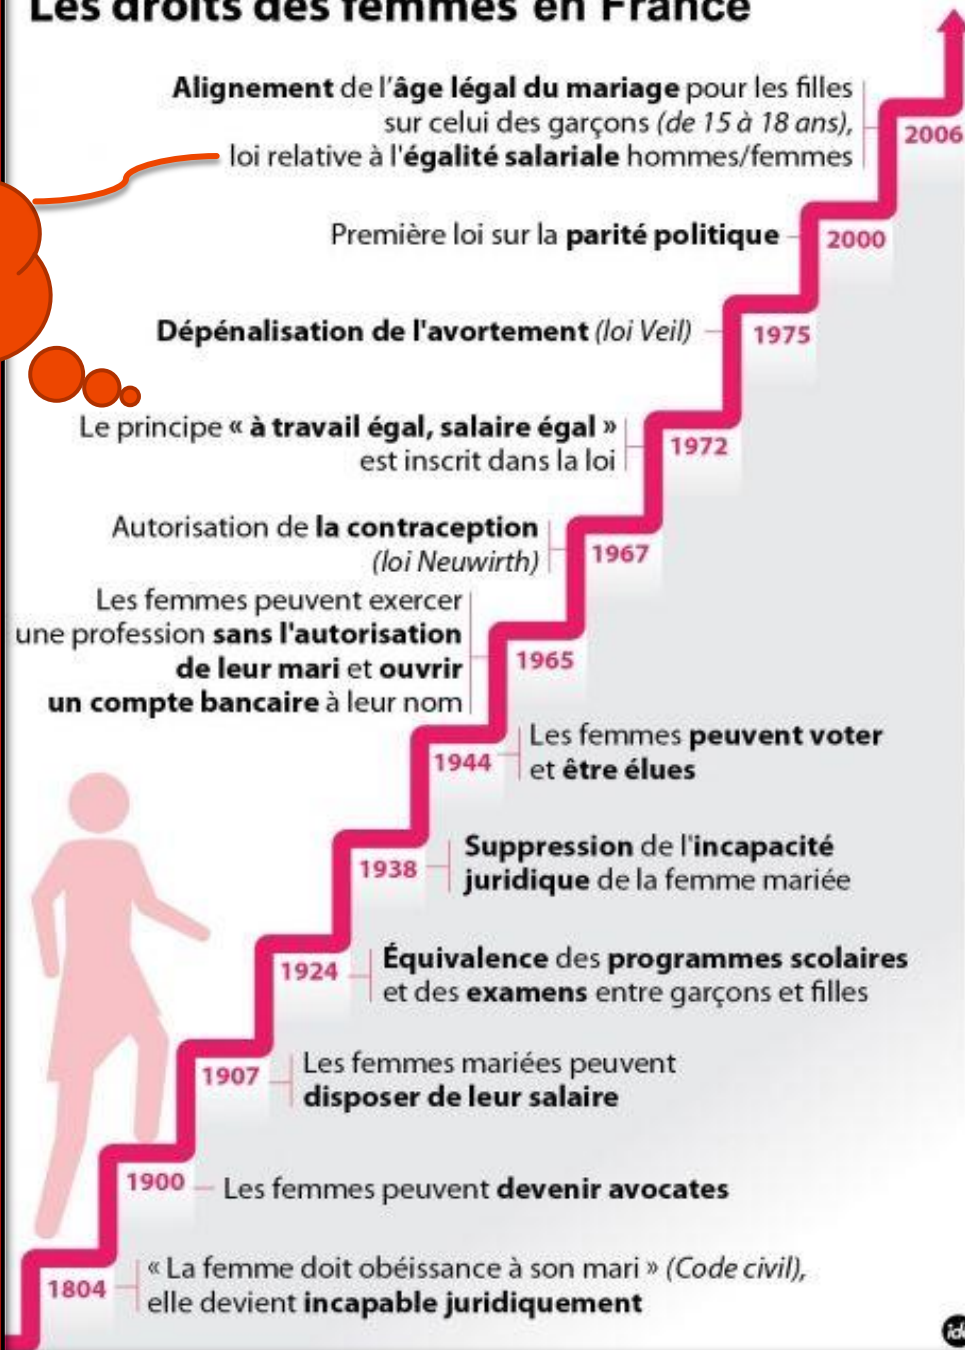 Les droits des femmes en France
Alignement de l'âge légal du mariage pour les filles
sur celui des garçons (de 15 à 18 ans),
loi relative à l'égalité salariale hommes/femmes
2006
Première loi sur la parité politique
2000
Dépénalisation de l'avortement (loi Veil)
1975
Le principe « à travail égal, salaire égal »
est inscrit dans la loi
1972
Autorisation de la contraception
(loi Neuwirth)
1967
Les femmes peuvent exercer
une profession sans l'autorisation
de leur mari et ouvrir
un compte bancaire à leur nom
1965
1944
Les femmes peuvent voter
et être élues
1938
Suppression de l'incapacité
juridique de la femme mariée
1924
Équivalence des programmes scolaires
et des examens entre garçons et filles
1907
Les femmes mariées peuvent
disposer de leur salaire
1900
Les femmes peuvent devenir avocates
1804
« La femme doit obéissance à son mari » (Code civil),
elle devient incapable juridiquement